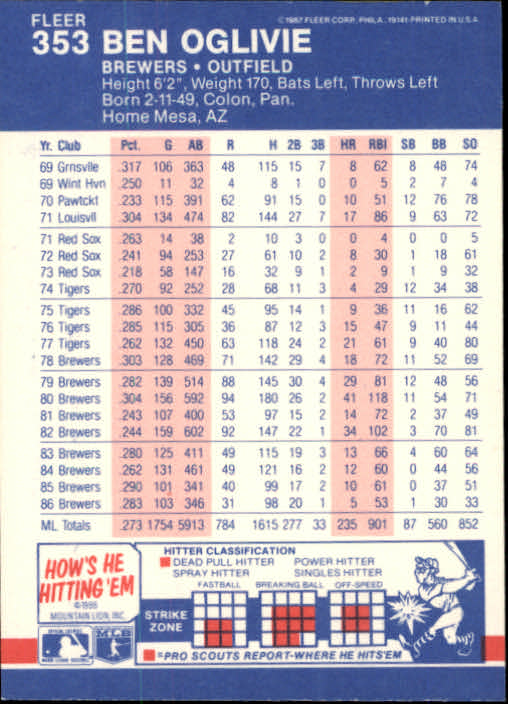 FLEER
©1987 FLEER CORP., PHILA., 19141-PRINTED IN U.S.A.
353 BEN OGLIVIE
BREWERS • OUTFIELD
Height 6'2", Weight 170, Bats Left, Throws Left
Born 2-11-49, Colon, Pan.
Home Mesa, AZ
Yr. Club Pct. G AB R H 2B 3B HR RBI SB BB SO
69 Grnsvlle .317 106 363 48 115 15 7 8 62 8 48 74
69 Wint Hvn .250 11 32 4 8 1 0 0 5 2 7 4
70 Pawtckt .233 115 391 62 91 15 0 10 51 12 76 78
71 Louisvil .304 134 474 82 144 27 7 17 86 9 63 72
71 Red Sox .263 14 38 2 10 3 0 0 4 0 0 5
72 Red Sox .241 94 253 27 61 10 2 8 30 1 18 61
73 Red Sox .218 58 147 16 32 9 1 2 9 1 9 32
74 Tigers .270 92 252 28 68 11 3 4 29 12 34 38
75 Tigers .286 100 332 45 95 14 1 9 36 11 16 62
76 Tigers .285 115 305 36 87 12 3 15 47 9 11 44
77 Tigers .262 132 450 63 118 24 2 21 61 9 40 80
78 Brewers .303 128 469 71 142 29 4 18 72 11 52 69
79 Brewers .282 139 514 88 145 30 4 29 81 12 48 56
80 Brewers .304 156 592 94 180 26 2 41 118 11 54 71
81 Brewers .243 107 400 53 97 15 2 14 72 2 37 49
82 Brewers .244 159 602 92 147 22 1 34 102 3 70 81
83 Brewers .280 125 411 49 115 19 3 13 66 4 60 64
84 Brewers .262 131 461 49 121 16 2 12 60 0 44 56
85 Brewers .290 101 341 40 99 17 2 10 61 0 37 51
86 Brewers .283 103 346 31 98 20 1 5 53 1 30 33
ML Totals .273 1754 5913 784 1615 277 33 235 901 87 560 852
HOW'S HE HITTING 'EM
©1986
MOUNTAIN LION, INC.
HITTER CLASSIFICATION
DEAD PULL HITTER POWER HITTER
SPRAY HITTER SINGLES HITTER
FASTBALL BREAKING BALL OFF-SPEED
STRIKE ZONE
=PRO SCOUTS REPORT-WHERE HE HITS'EM
MLB